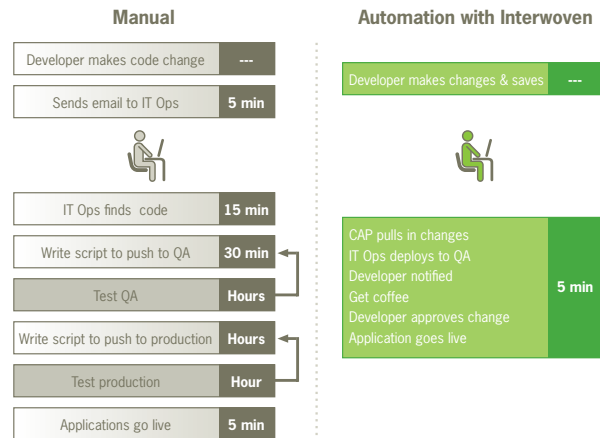 Manual
Developer makes code change ---
Sends email to IT Ops 5 min
IT Ops finds code 15 min
Write script to push to QA 30 min
Test QA Hours
Write script to push to production Hours
Test production Hour
Applications go live 5 min
Automation with Interwoven
Developer makes changes & saves ---
CAP pulls in changes
IT Ops deploys to QA
Developer notified
Get coffee
Developer approves change
Application goes live
5 min